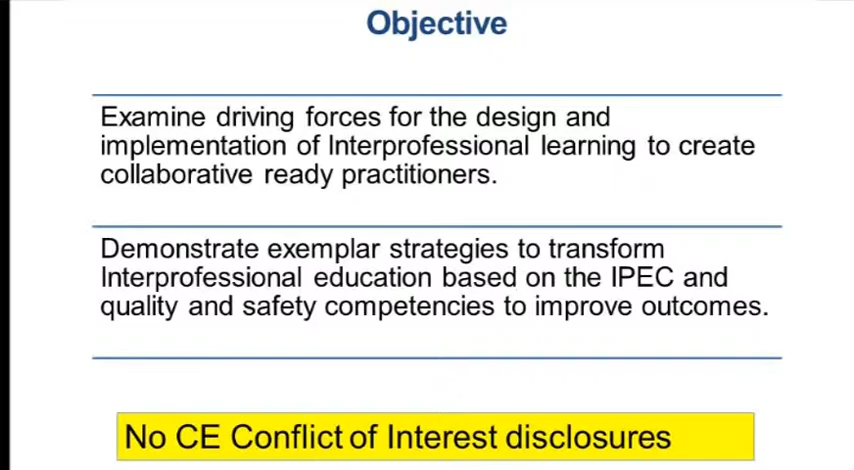 Objective
Examine driving forces for the design and
implementation of Interprofessional learning to create
collaborative ready practitioners.
Demonstrate exemplar strategies to transform
Interprofessional education based on the IPEC and
quality and safety competencies to improve outcomes.
No CE Conflict of Interest disclosures